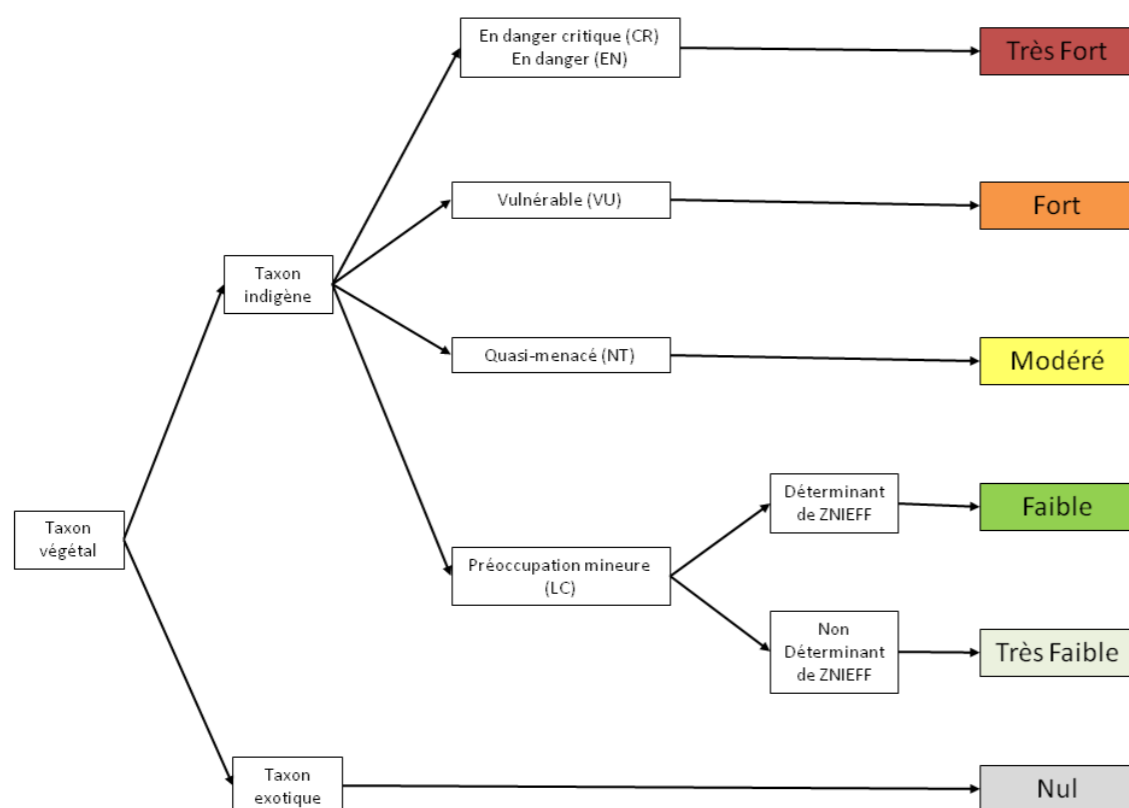 En danger critique (CR)
En danger (EN)
Très Fort
Vulnérable (VU)
Fort
Taxon
indigène
Quasi-menacé (NT)
Modéré
Déterminant
de ZNIEFF
Faible
Taxon
végétal
Préoccupation mineure
(LC)
Non
Déterminant
de ZNIEFF
Très Faible
Taxon
exotique
Nul